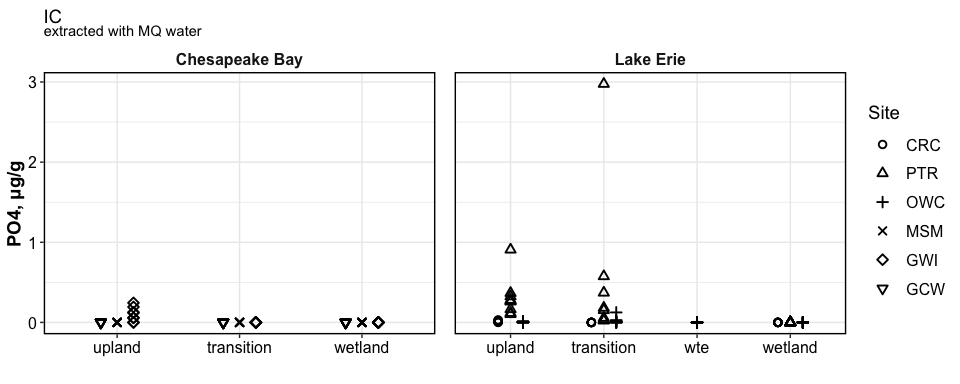 IC
extracted with MQ water
Chesapeake Bay
Lake Erie
PO4, µg/g
3
2
1
0
upland
transition
wetland
upland
transition
wte
wetland
Site
CRC
PTR
OWC
MSM
GWI
GCW